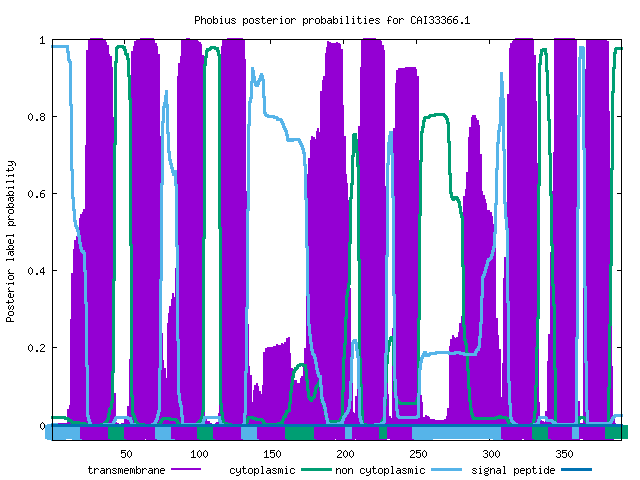 Phobius posterior probabilities for CAI33366.1
1
0.8
0.6
0.4
0.2
0
Posterior label probability
50 100 150 200 250 300 350
transmembrane cytoplasmic non cytoplasmic signal peptide